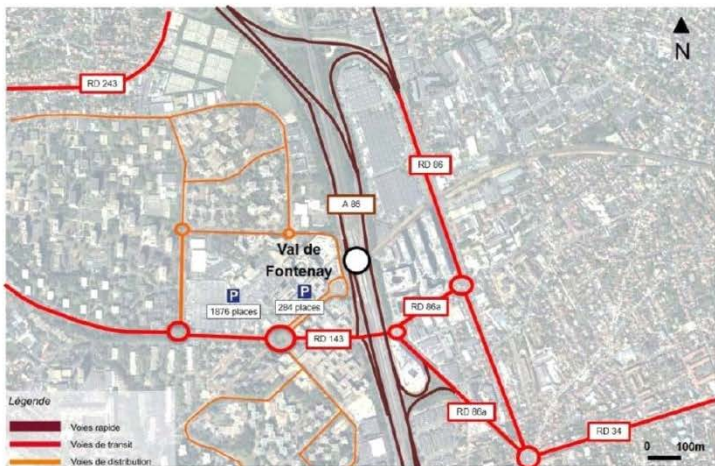 N
RD 243
RD 86
A 86
Val de
Fontenay
P
P
1876 places
284 places
RD 86a
RD 143
RD 86a
RD 34
Légende
Voies rapide
Voies de transit
Voies de distribution
0 100m